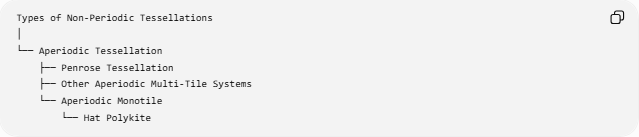 Types of Non-Periodic Tessellations
│
└── Aperiodic Tessellation
    ├── Penrose Tessellation
    ├── Other Aperiodic Multi-Tile Systems
    └── Aperiodic Monotile
        └── Hat Polykite